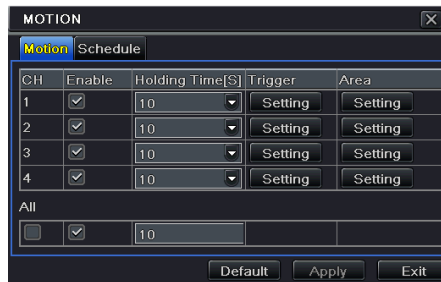 MOTION
Motion Schedule
CH Enable Holding Time[S] Trigger Area
1 10 Setting Setting
2 10 Setting Setting
3 10 Setting Setting
4 10 Setting Setting
All
10
Default Apply Exit